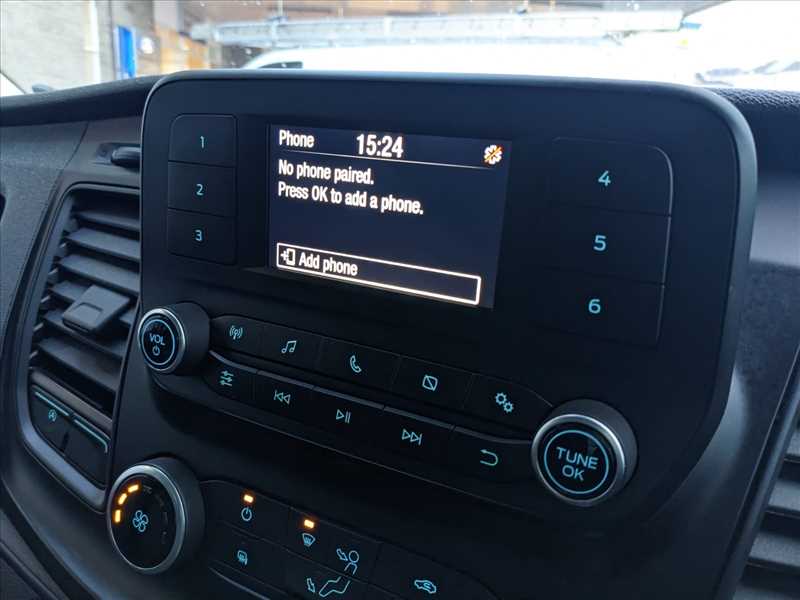 1
2
3
Phone 15:24
No phone paired.
Press OK to add a phone.
Add phone
4
5
6
VOL
TUNE
OK